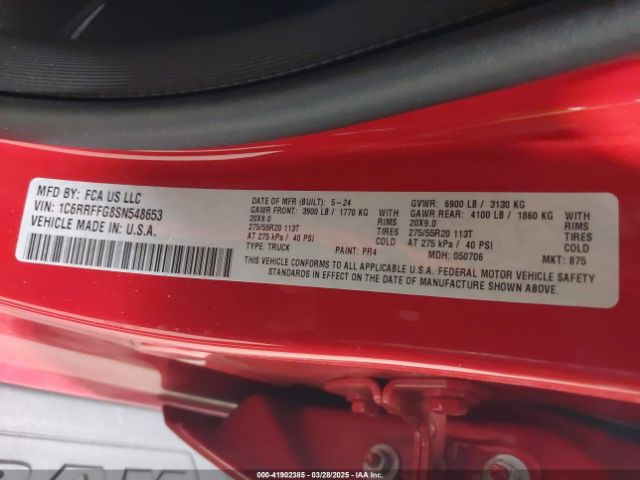 MFD BY: FCA US LLC
VIN: 1C6RRFFG8SN548653
VEHICLE MADE IN: U.S.A.
DATE OF MFR (BUILT): 5-24
GAWR FRONT: 3900 LB / 1770 KG WITH
20X9.0 RIMS
275/55R20 113T TIRES
AT 275 kPa / 40 PSI COLD
TYPE: TRUCK PAINT: PR4
GVWR: 6900 LB / 3130 KG
GAWR REAR: 4100 LB / 1860 KG WITH
20X9.0 RIMS
275/55R20 113T TIRES
AT 275 kPa / 40 PSI COLD
MDH: 050706 MKT: 875
THIS VEHICLE CONFORMS TO ALL APPLICABLE U.S.A. FEDERAL MOTOR VEHICLE SAFETY
STANDARDS IN EFFECT ON THE DATE OF MANUFACTURE SHOWN ABOVE.
000-41902385 - 03/28/2025 - IAAI.COM